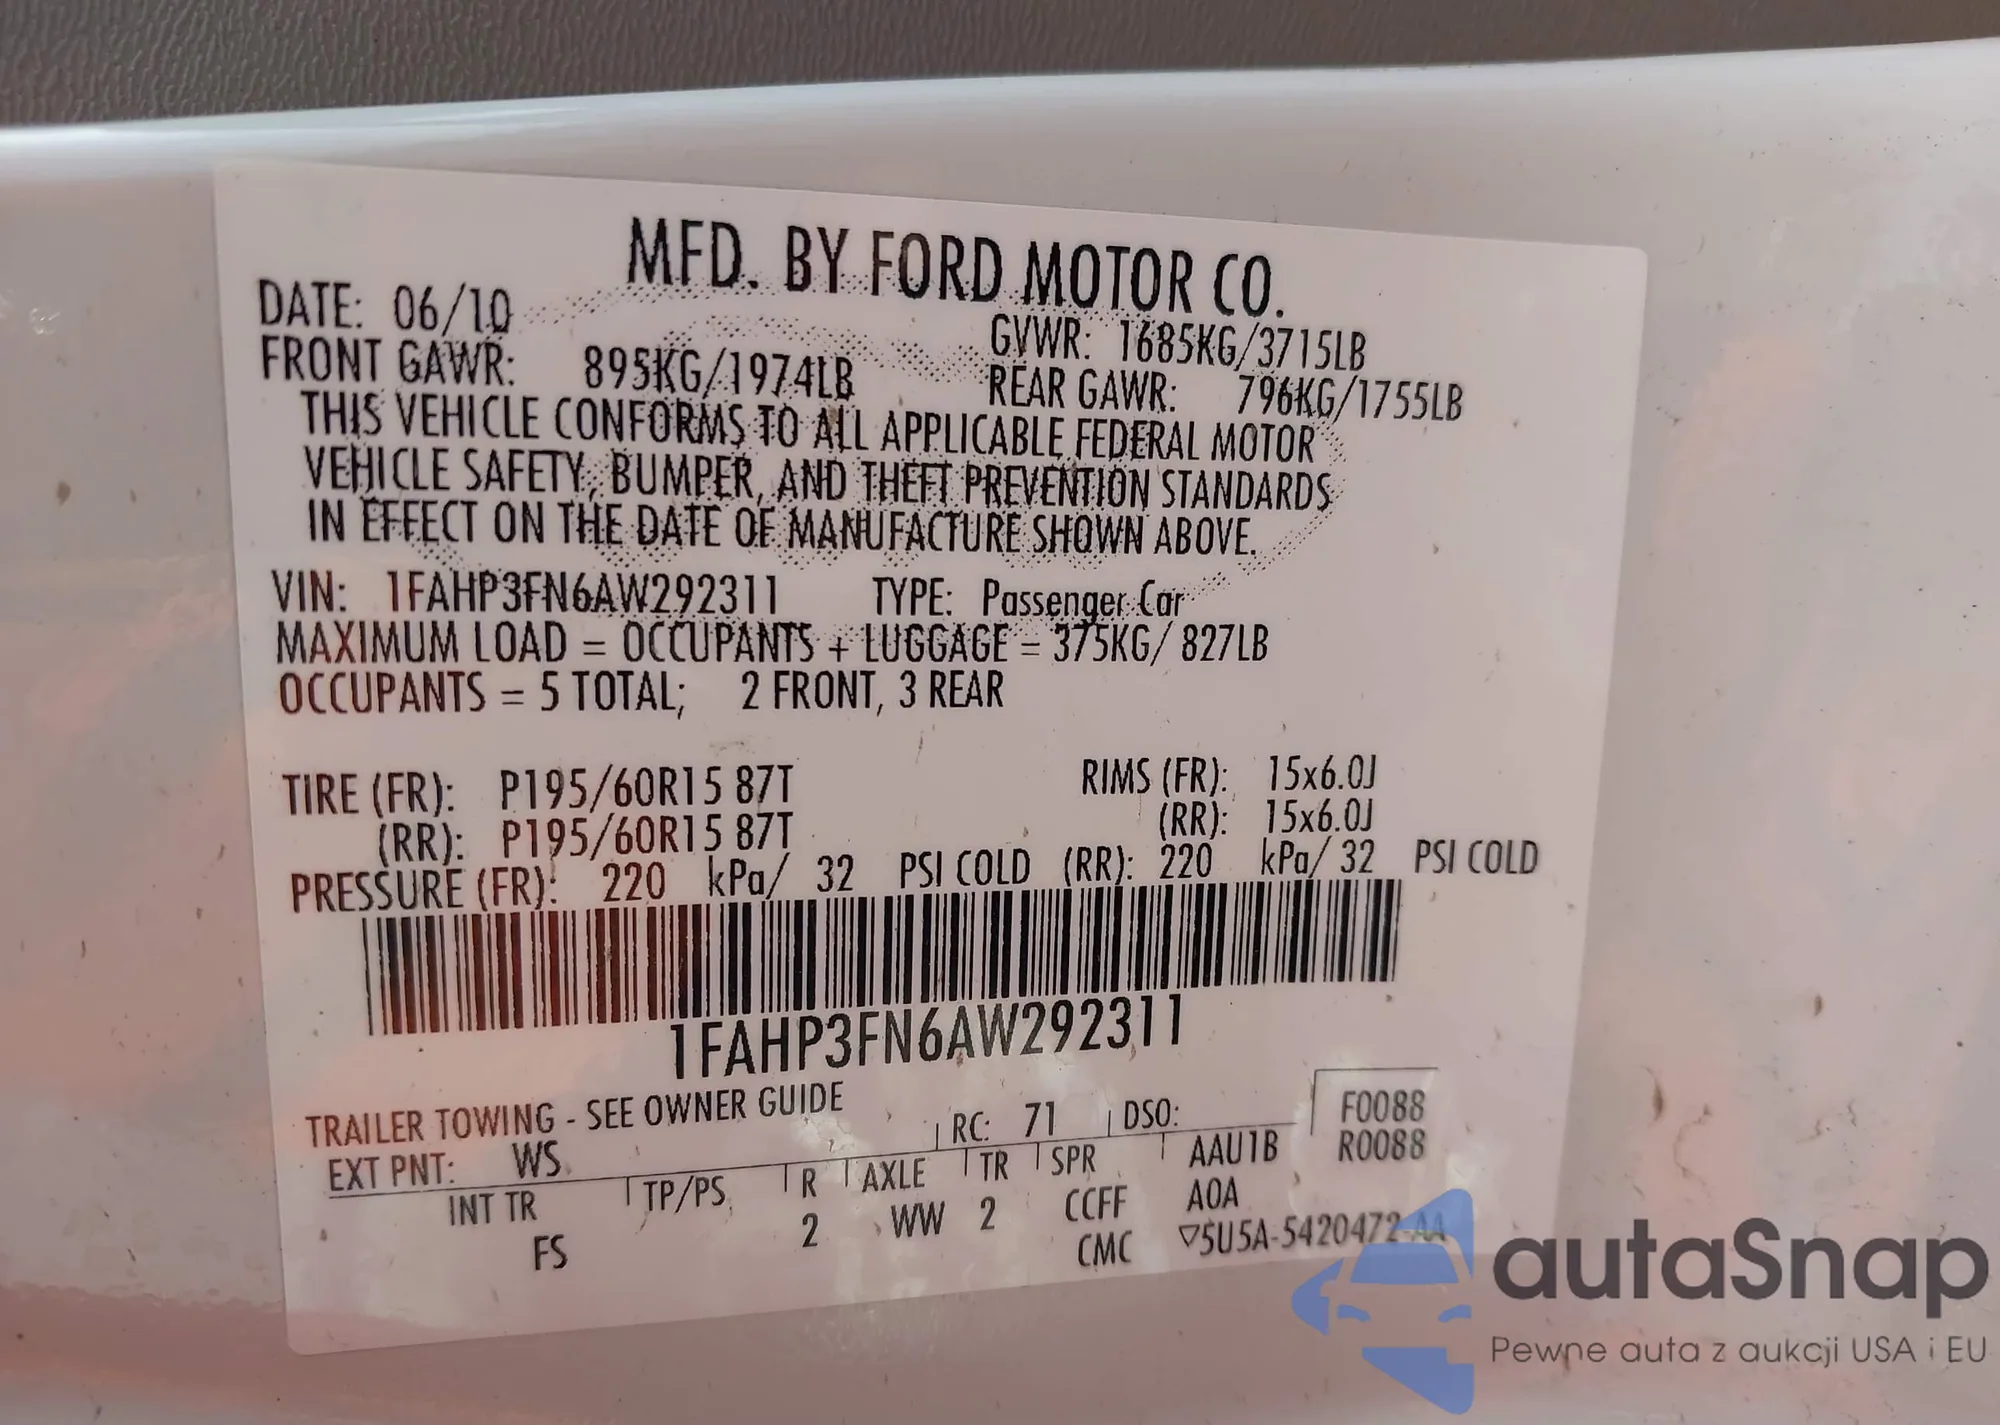 MFD. BY FORD MOTOR CO.
DATE: 06/10
GVWR: 1685KG/3715LB
FRONT GAWR: 895KG/1974LB
REAR GAWR: 796KG/1755LB
THIS VEHICLE CONFORMS TO ALL APPLICABLE FEDERAL MOTOR
VEHICLE SAFETY, BUMPER, AND THEFT PREVENTION STANDARDS
IN EFFECT ON THE DATE OF MANUFACTURE SHOWN ABOVE.
VIN: 1FAHP3FN6AW292311 TYPE: Passenger Car
MAXIMUM LOAD = OCCUPANTS + LUGGAGE = 375KG/ 827LB
OCCUPANTS = 5 TOTAL; 2 FRONT, 3 REAR
TIRE (FR): P195/60R15 87T RIMS (FR): 15x6.0J
(RR): P195/60R15 87T (RR): 15x6.0J
PRESSURE (FR): 220 kPa/ 32 PSI COLD (RR): 220 kPa/ 32 PSI COLD
1FAHP3FN6AW292311
TRAILER TOWING - SEE OWNER GUIDE
EXT PNT: WS RC: 71 DSO: F0088
R0088
INT TR TP/PS R AXLE TR SPR AAU1B
FS 2 WW 2 CCFF AOA
CMC ▽5U5A-5420472-AA
autaSnap
Pewne auta z aukcji USA i EU